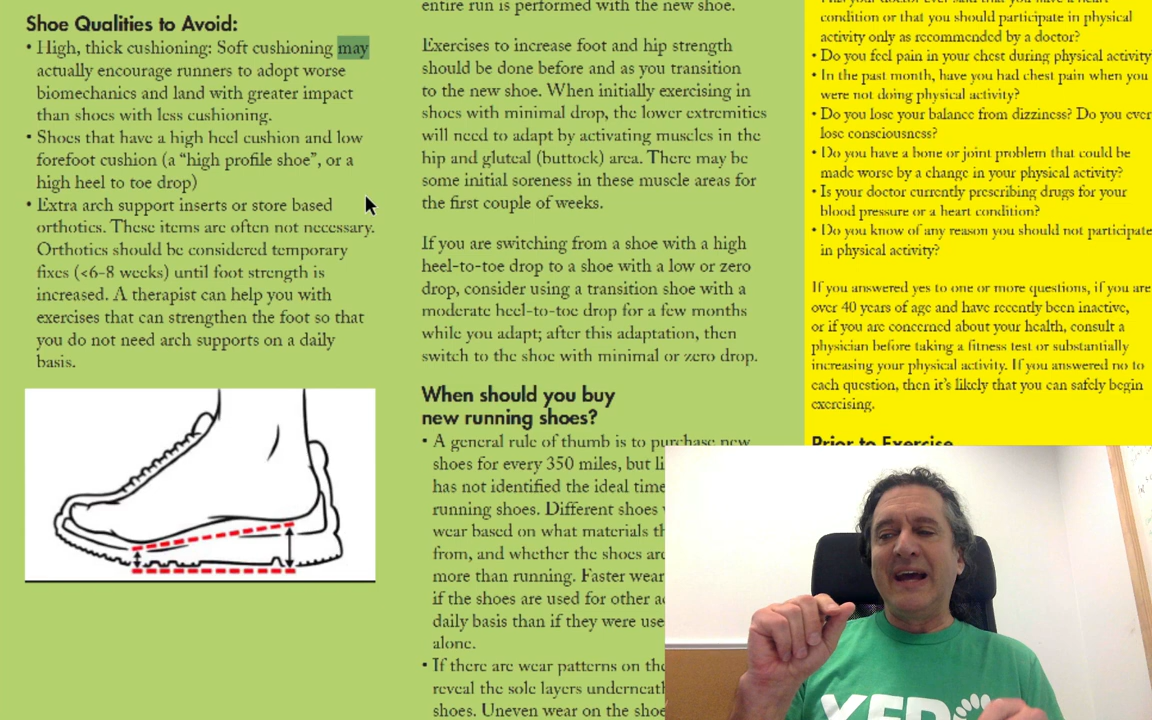 Shoe Qualities to Avoid:
• High, thick cushioning: Soft cushioning may
actually encourage runners to adopt worse
biomechanics and land with greater impact
than shoes with less cushioning.
• Shoes that have a high heel cushion and low
forefoot cushion (a “high profile shoe”, or a
high heel to toe drop)
• Extra arch support inserts or store based
orthotics. These items are often not necessary.
Orthotics should be considered temporary
fixes (<6-8 weeks) until foot strength is
increased. A therapist can help you with
exercises that can strengthen the foot so that
you do not need arch supports on a daily
basis.
entire run is performed with the new shoe.
Exercises to increase foot and hip strength
should be done before and as you transition
to the new shoe. When initially exercising in
shoes with minimal drop, the lower extremities
will need to adapt by activating muscles in the
hip and gluteal (buttock) area. There may be
some initial soreness in these muscle areas for
the first couple of weeks.
If you are switching from a shoe with a high
heel-to-toe drop to a shoe with a low or zero
drop, consider using a transition shoe with a
moderate heel-to-toe drop for a few months
while you adapt; after this adaptation, then
switch to the shoe with minimal or zero drop.
When should you buy
new running shoes?
• A general rule of thumb is to purchase new
shoes for every 350 miles, but
has not identified the ideal time
running shoes. Different shoes
wear based on what materials
from, and whether the shoes are
more than running. Faster wear
if the shoes are used for other
daily basis than if they were
alone.
• If there are wear patterns on the
reveal the sole layers underneath
shoes. Uneven wear on the shoe
condition or that you should participate in physical
activity only as recommended by a doctor?
• Do you feel pain in your chest during physical activity
• In the past month, have you had chest pain when you
were not doing physical activity?
• Do you lose your balance from dizziness? Do you ever
lose consciousness?
• Do you have a bone or joint problem that could be
made worse by a change in your physical activity?
• Is your doctor currently prescribing drugs for your
blood pressure or a heart condition?
• Do you know of any reason you should not participate
in physical activity?
If you answered yes to one or more questions, if you are
over 40 years of age and have recently been inactive,
or if you are concerned about your health, consult a
physician before taking a fitness test or substantially
increasing your physical activity. If you answered no to
each question, then it’s likely that you can safely begin
exercising.
Prior to Exercise